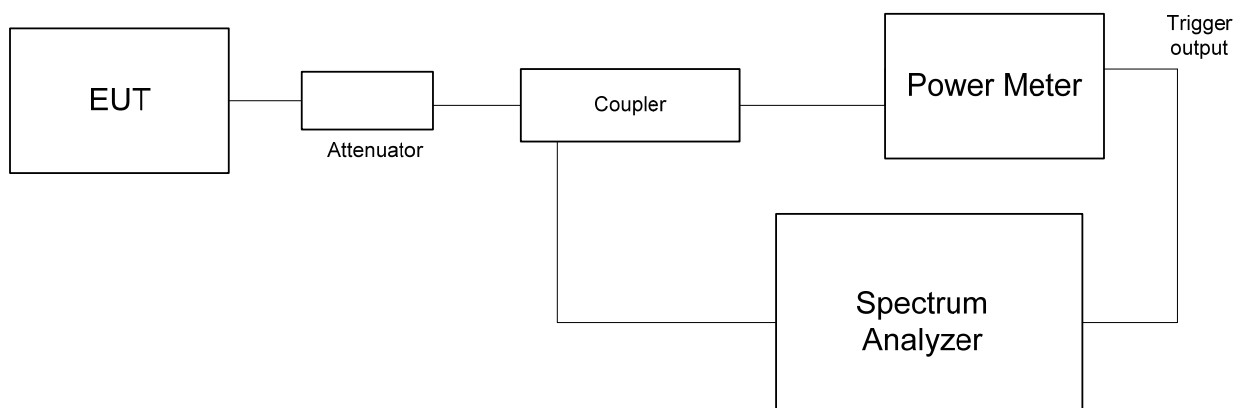 EUT
Attenuator
Coupler
Power Meter
Trigger
output
Spectrum
Analyzer